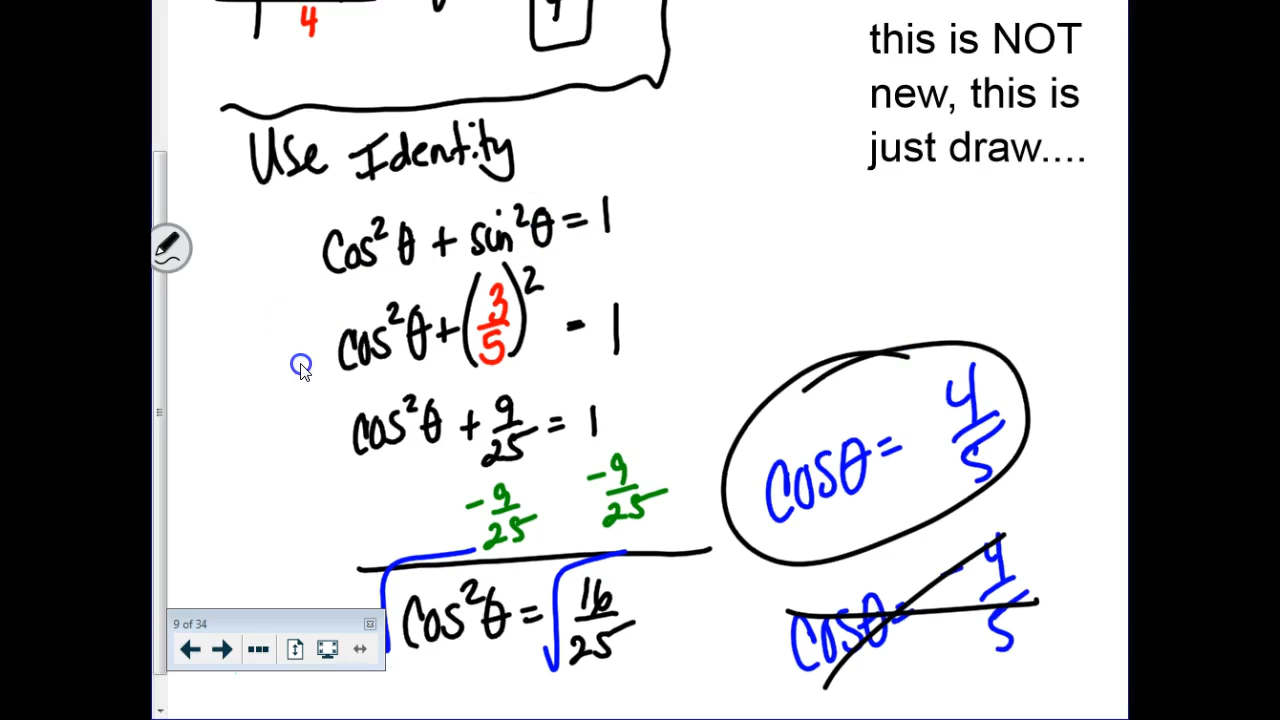 4
this is NOT
new, this is
just draw....
Use Identity
Cos²θ + sin²θ = 1
cos²θ + (3/5)² = 1
cos²θ + 9/25 = 1
-9/25 -9/25
√Cos²θ = √16/25
cosθ = 4/5
cosθ = -4/5
9 of 34